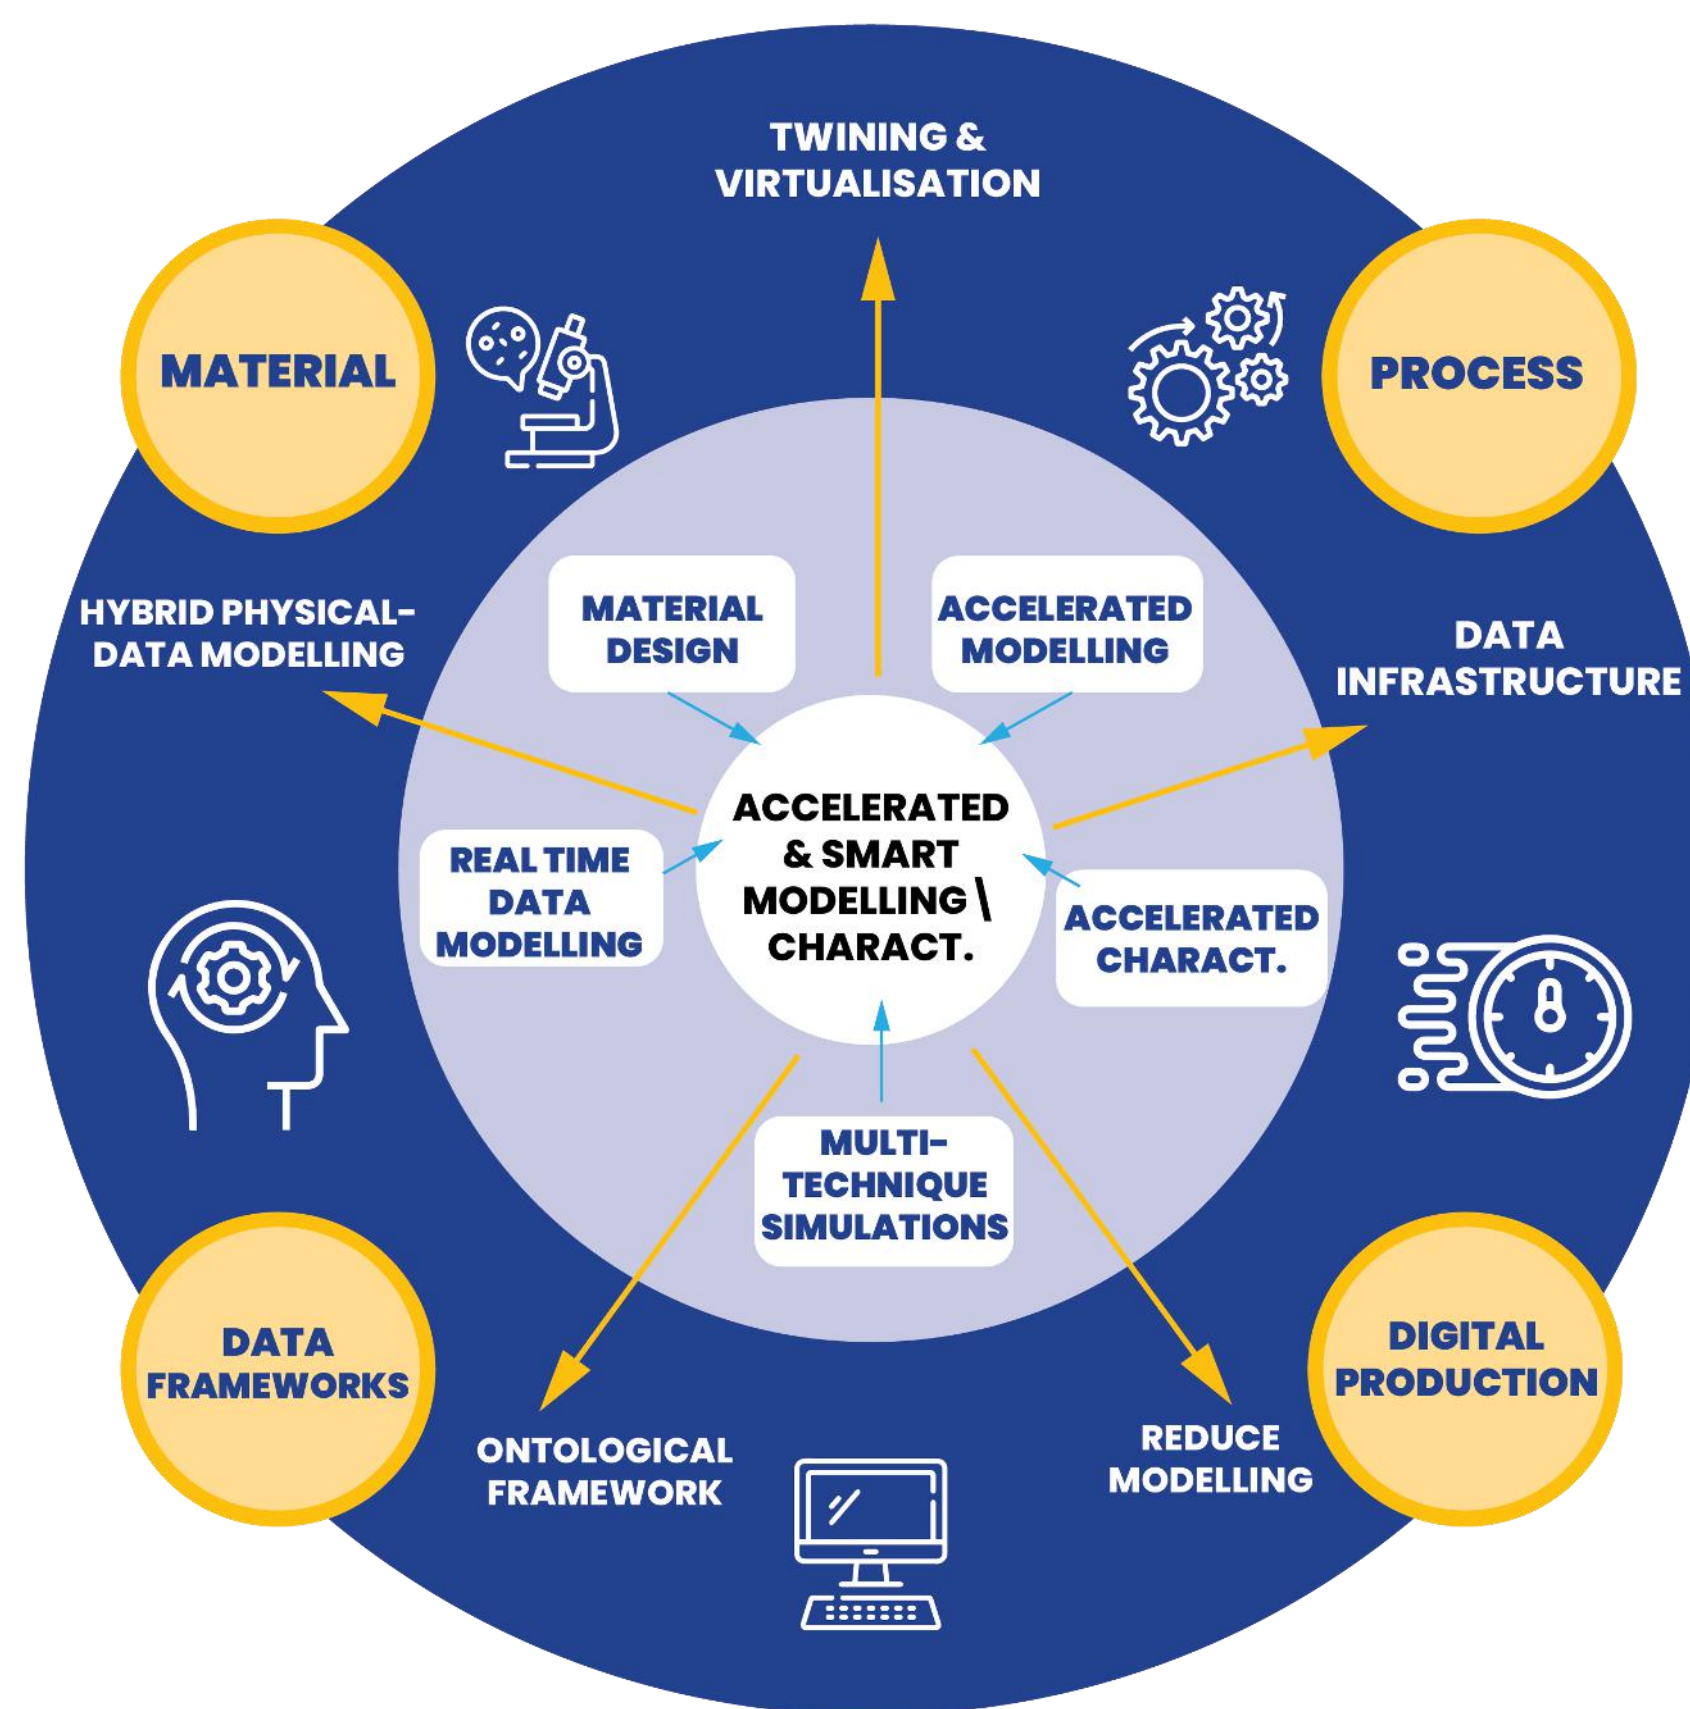 TWINING &
VIRTUALISATION
MATERIAL
PROCESS
HYBRID PHYSICAL-
DATA MODELLING
MATERIAL
DESIGN
ACCELERATED
MODELLING
DATA
INFRASTRUCTURE
ACCELERATED
& SMART
MODELLING \
CHARACT.
REAL TIME
DATA
MODELLING
ACCELERATED
CHARACT.
MULTI-
TECHNIQUE
SIMULATIONS
DATA
FRAMEWORKS
DIGITAL
PRODUCTION
ONTOLOGICAL
FRAMEWORK
REDUCE
MODELLING